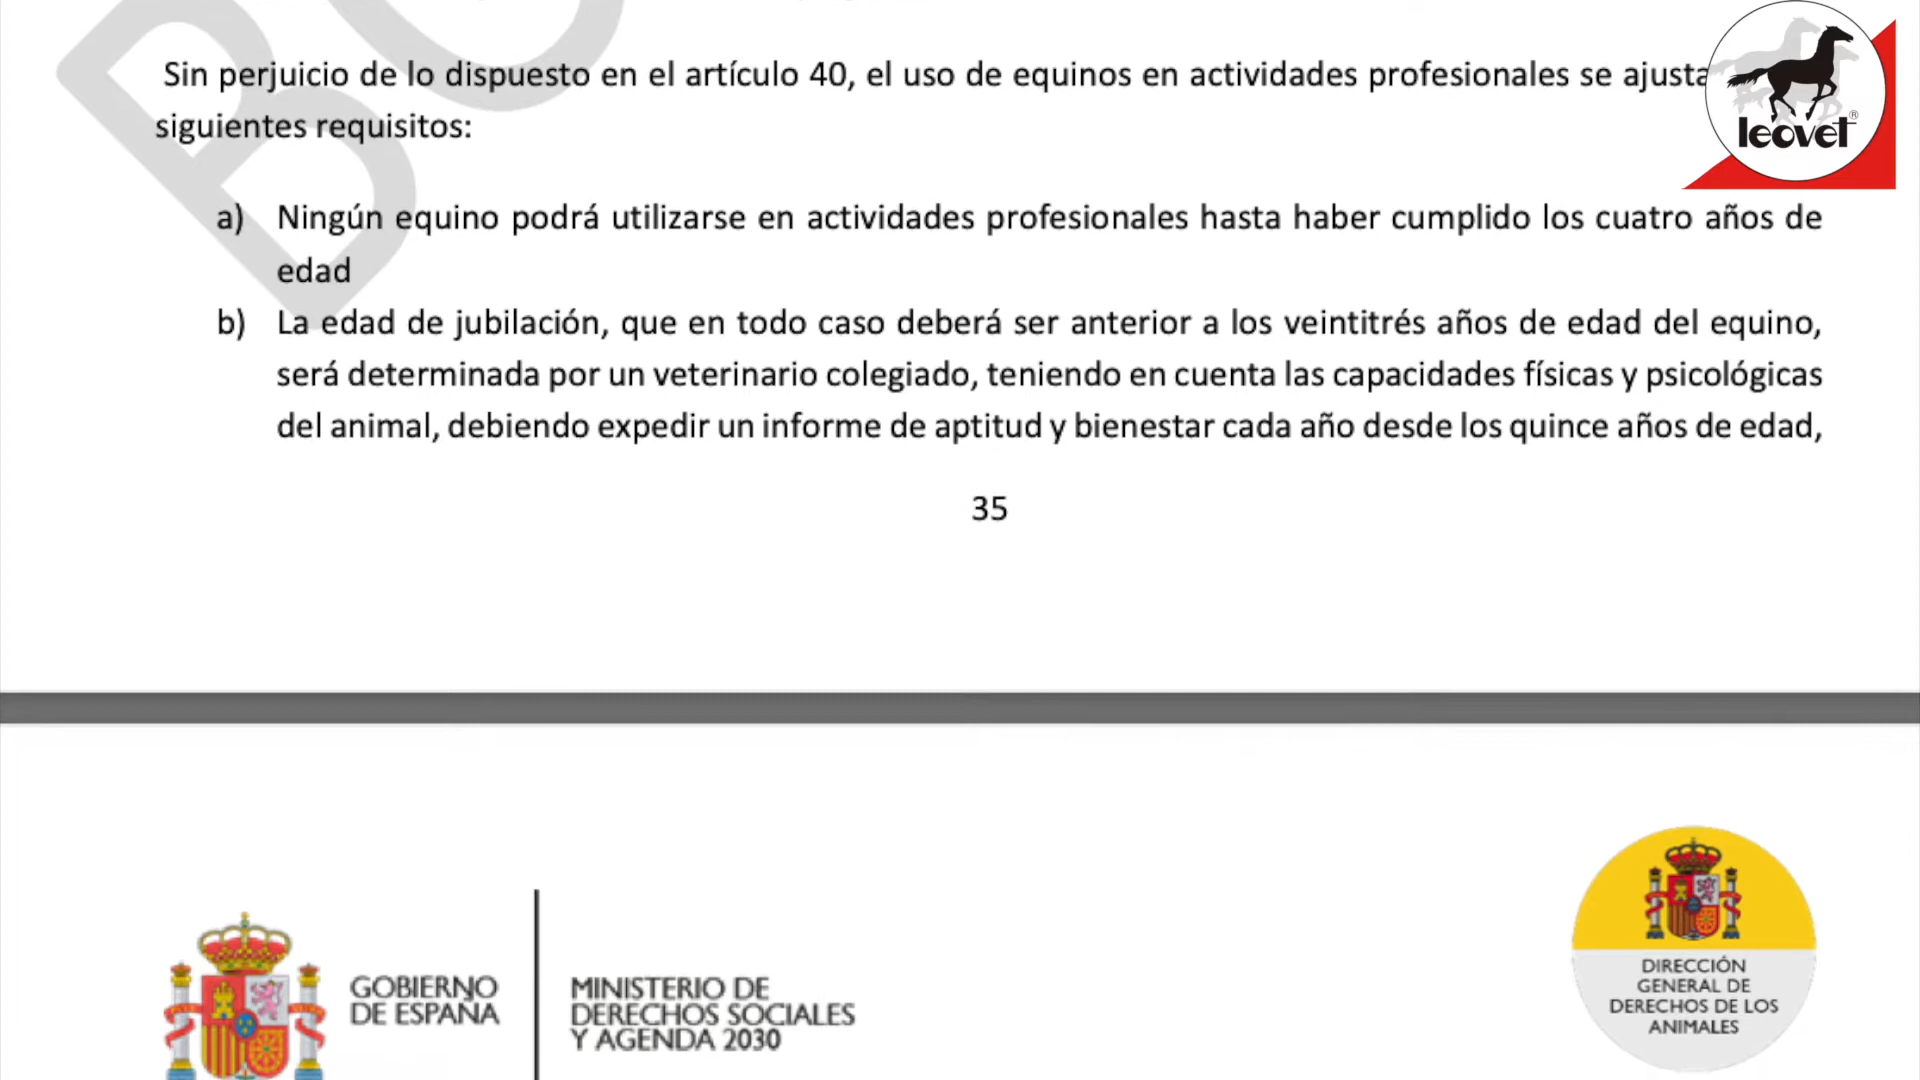 Sin perjuicio de lo dispuesto en el artículo 40, el uso de equinos en actividades profesionales se ajusta
siguientes requisitos:
leovet®
a) Ningún equino podrá utilizarse en actividades profesionales hasta haber cumplido los cuatro años de
edad
b) La edad de jubilación, que en todo caso deberá ser anterior a los veintitrés años de edad del equino,
será determinada por un veterinario colegiado, teniendo en cuenta las capacidades físicas y psicológicas
del animal, debiendo expedir un informe de aptitud y bienestar cada año desde los quince años de edad,
35
GOBIERNO
DE ESPAÑA
MINISTERIO DE
DERECHOS SOCIALES
Y AGENDA 2030
DIRECCIÓN
GENERAL DE
DERECHOS DE LOS
ANIMALES